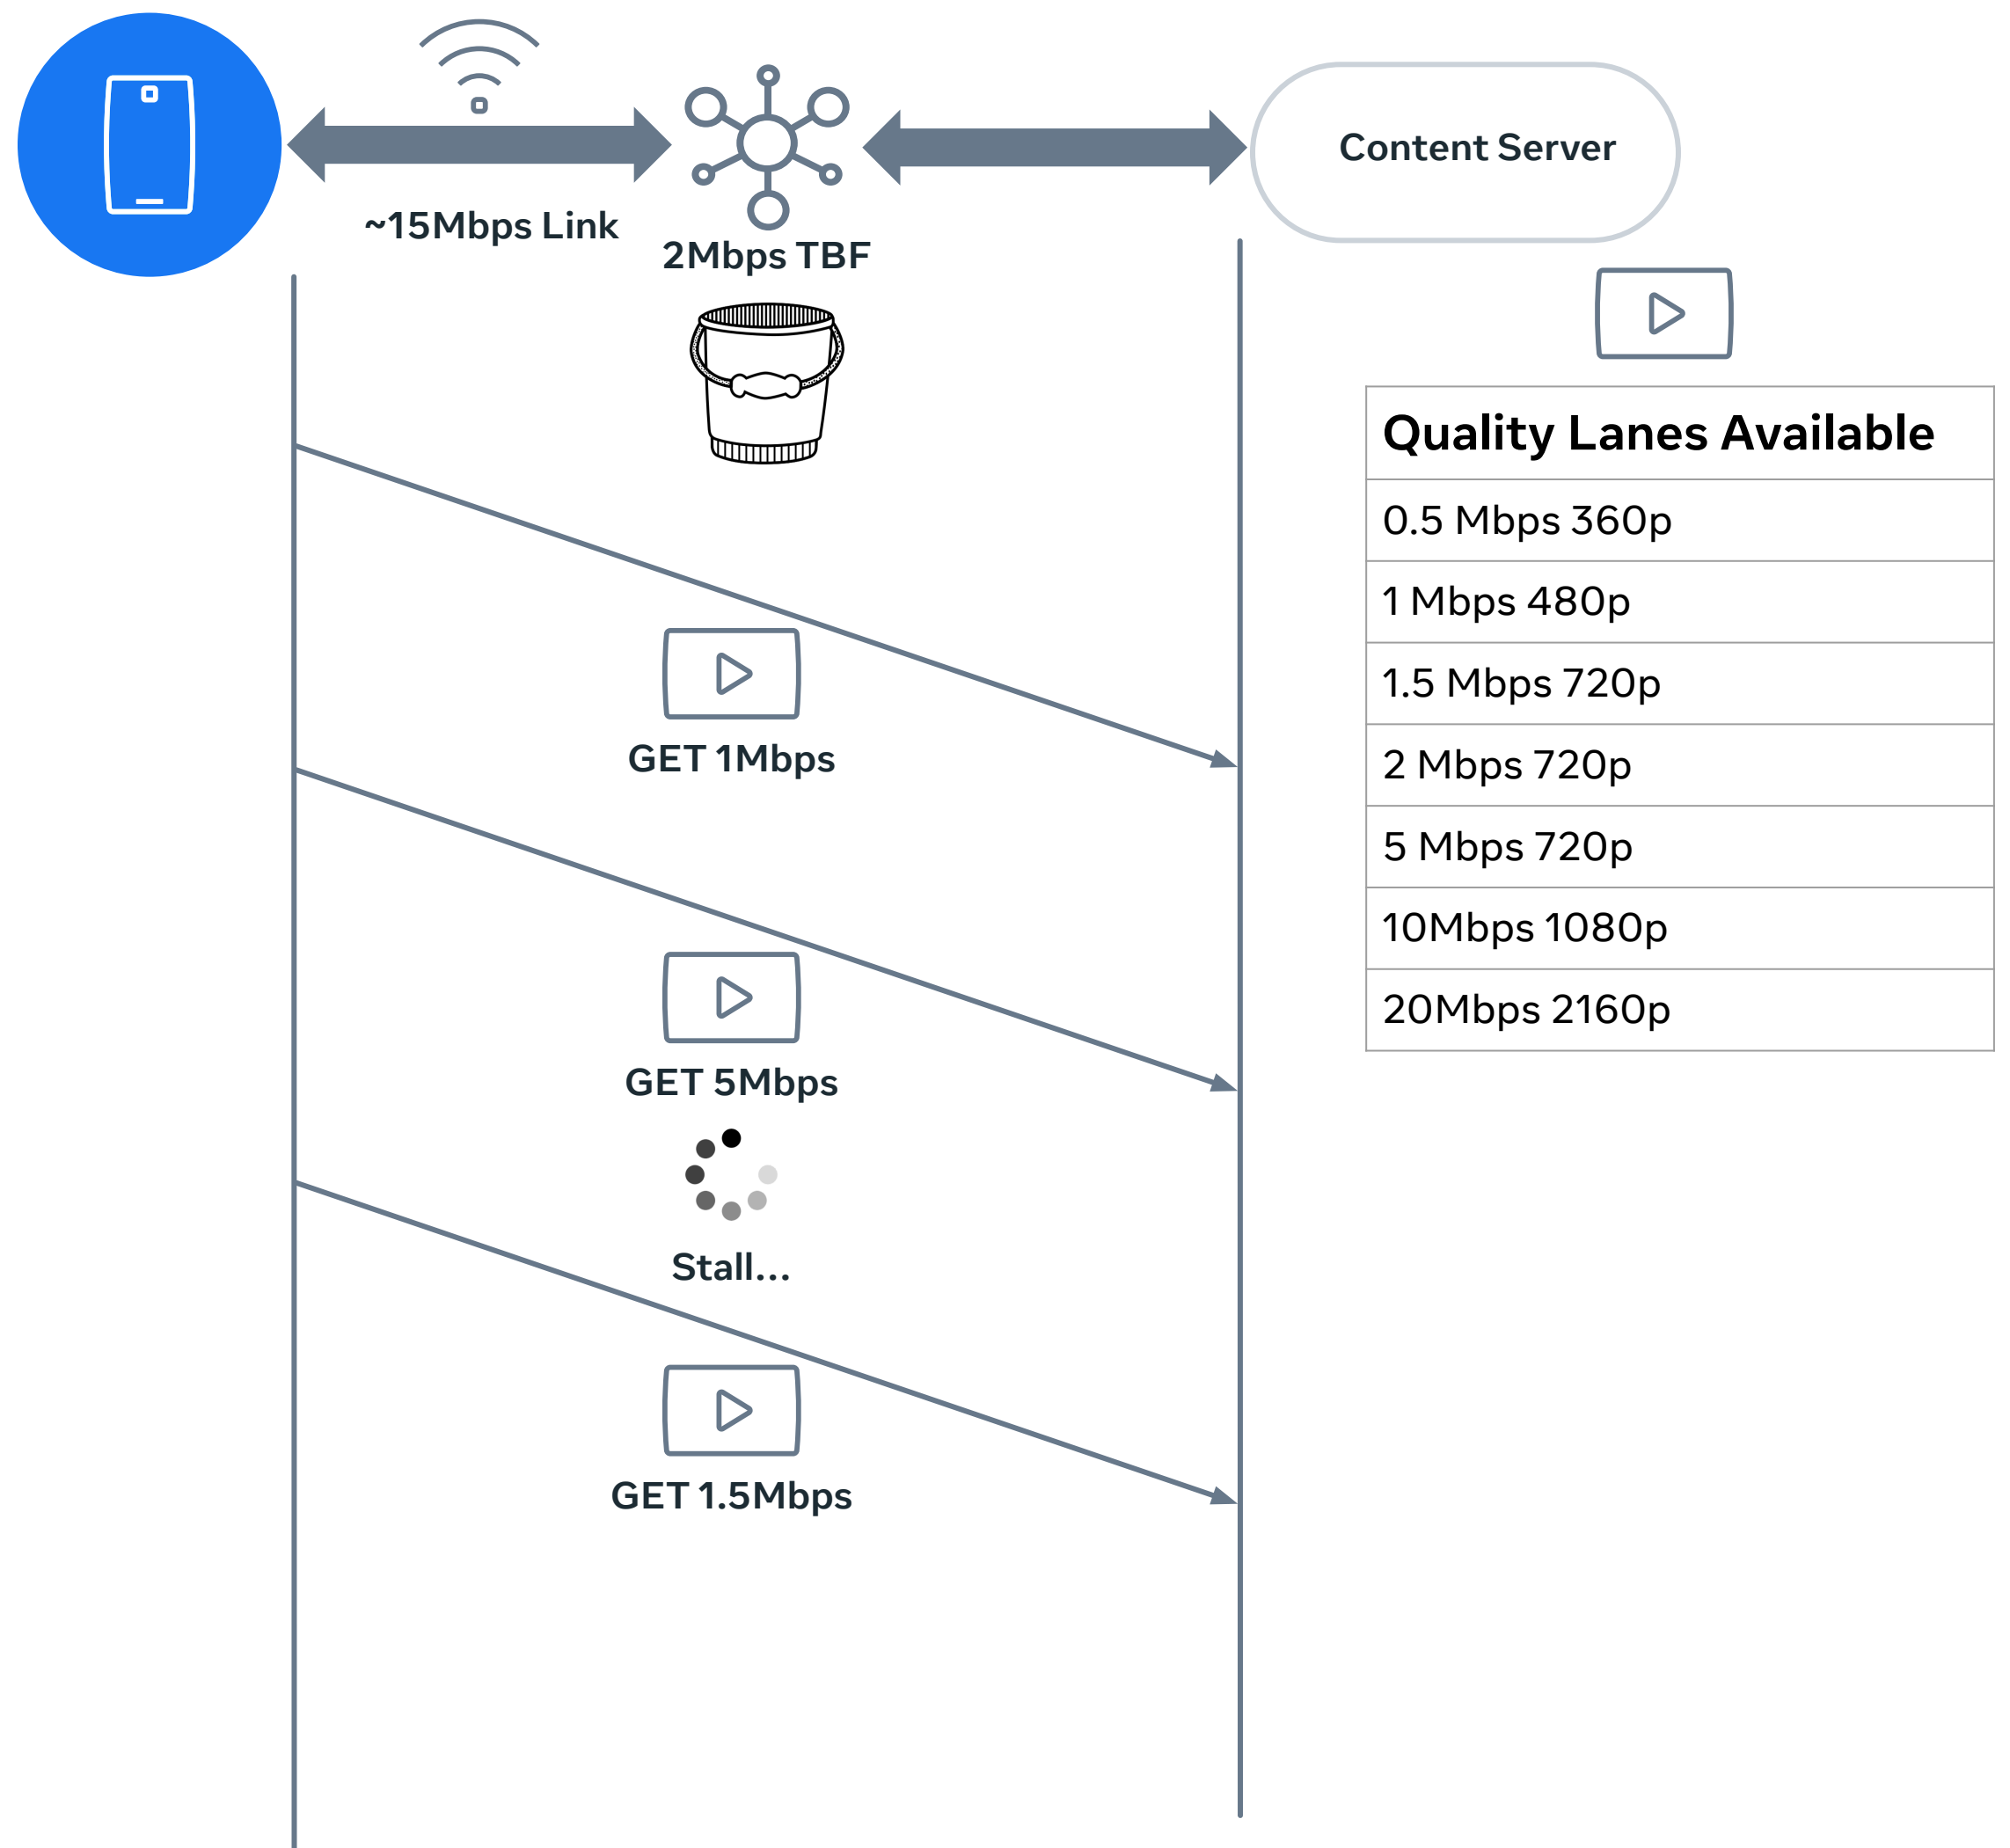 ~15Mbps Link
2Mbps TBF
Content Server
Quality Lanes Available
0.5 Mbps 360p
1 Mbps 480p
1.5 Mbps 720p
2 Mbps 720p
5 Mbps 720p
10Mbps 1080p
20Mbps 2160p
GET 1Mbps
GET 5Mbps
Stall...
GET 1.5Mbps